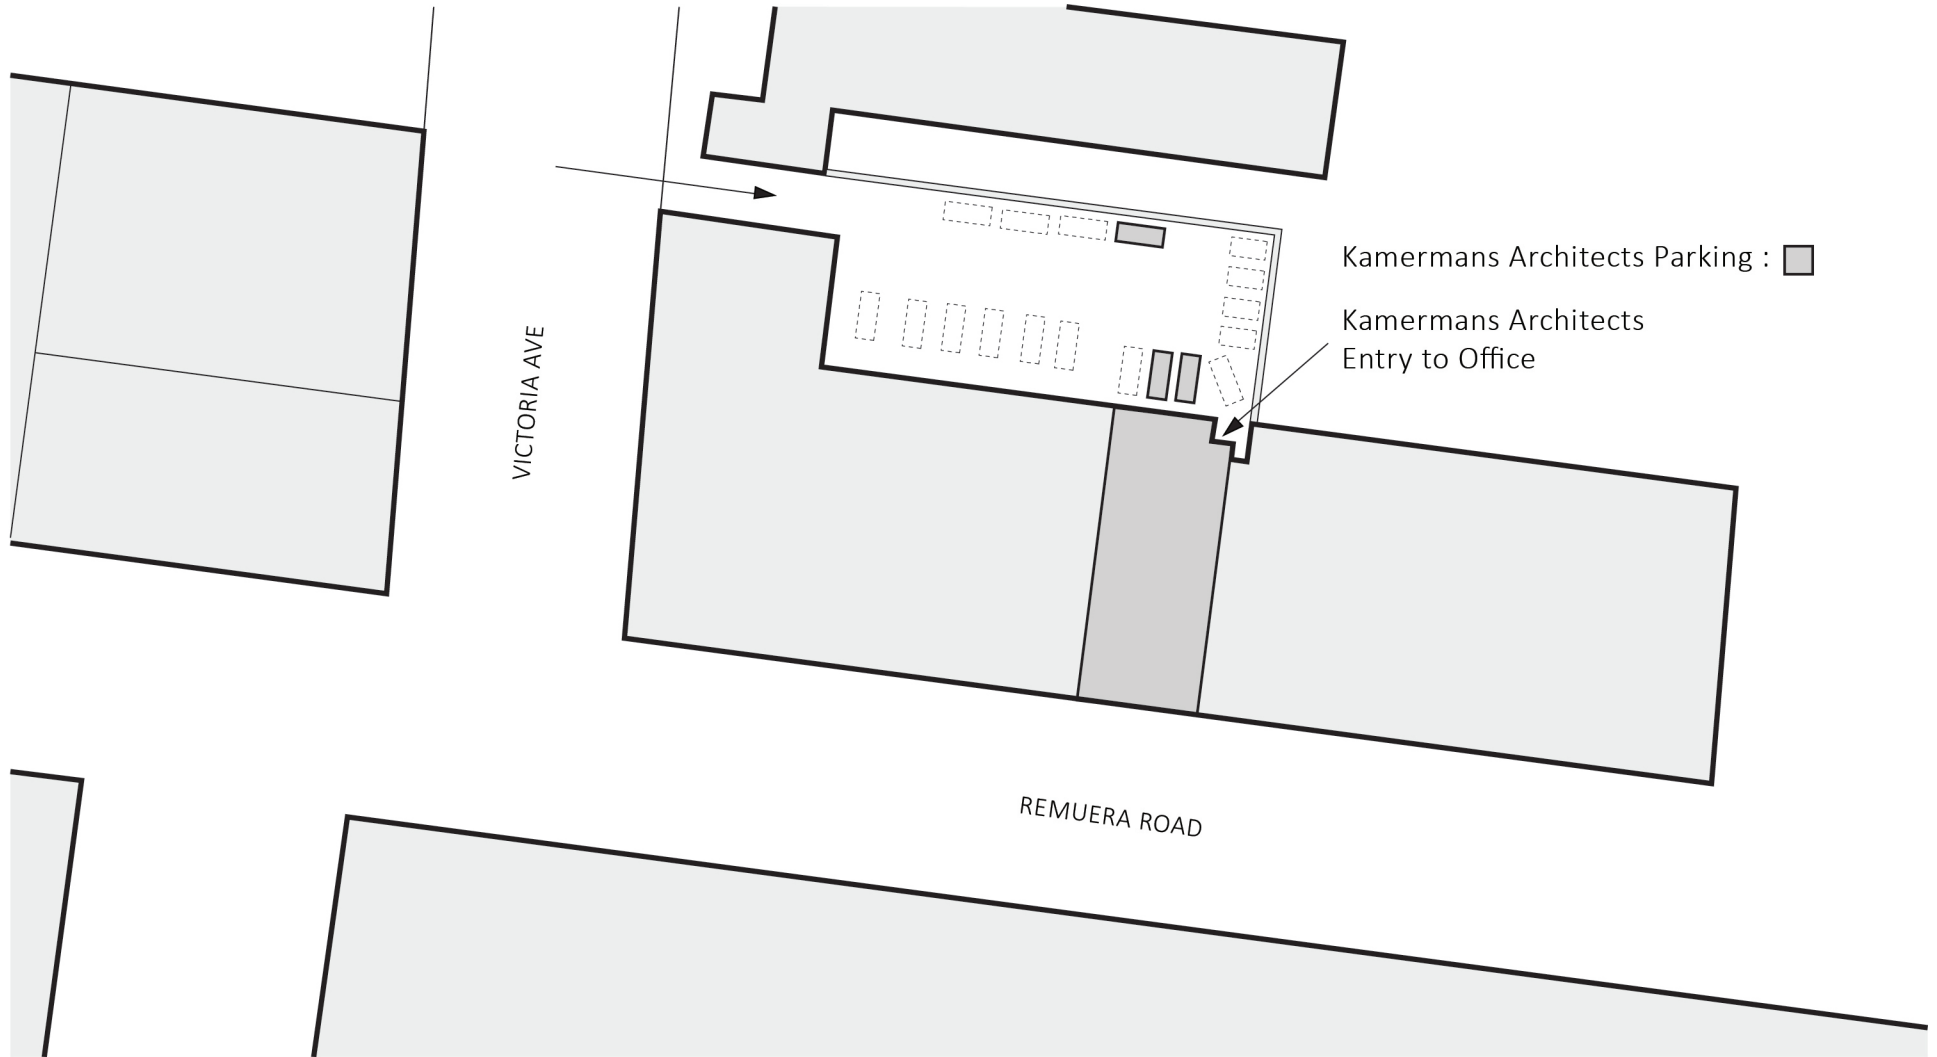 Kamermans Architects Parking :
Kamermans Architects
Entry to Office
VICTORIA AVE
REMUERA ROAD